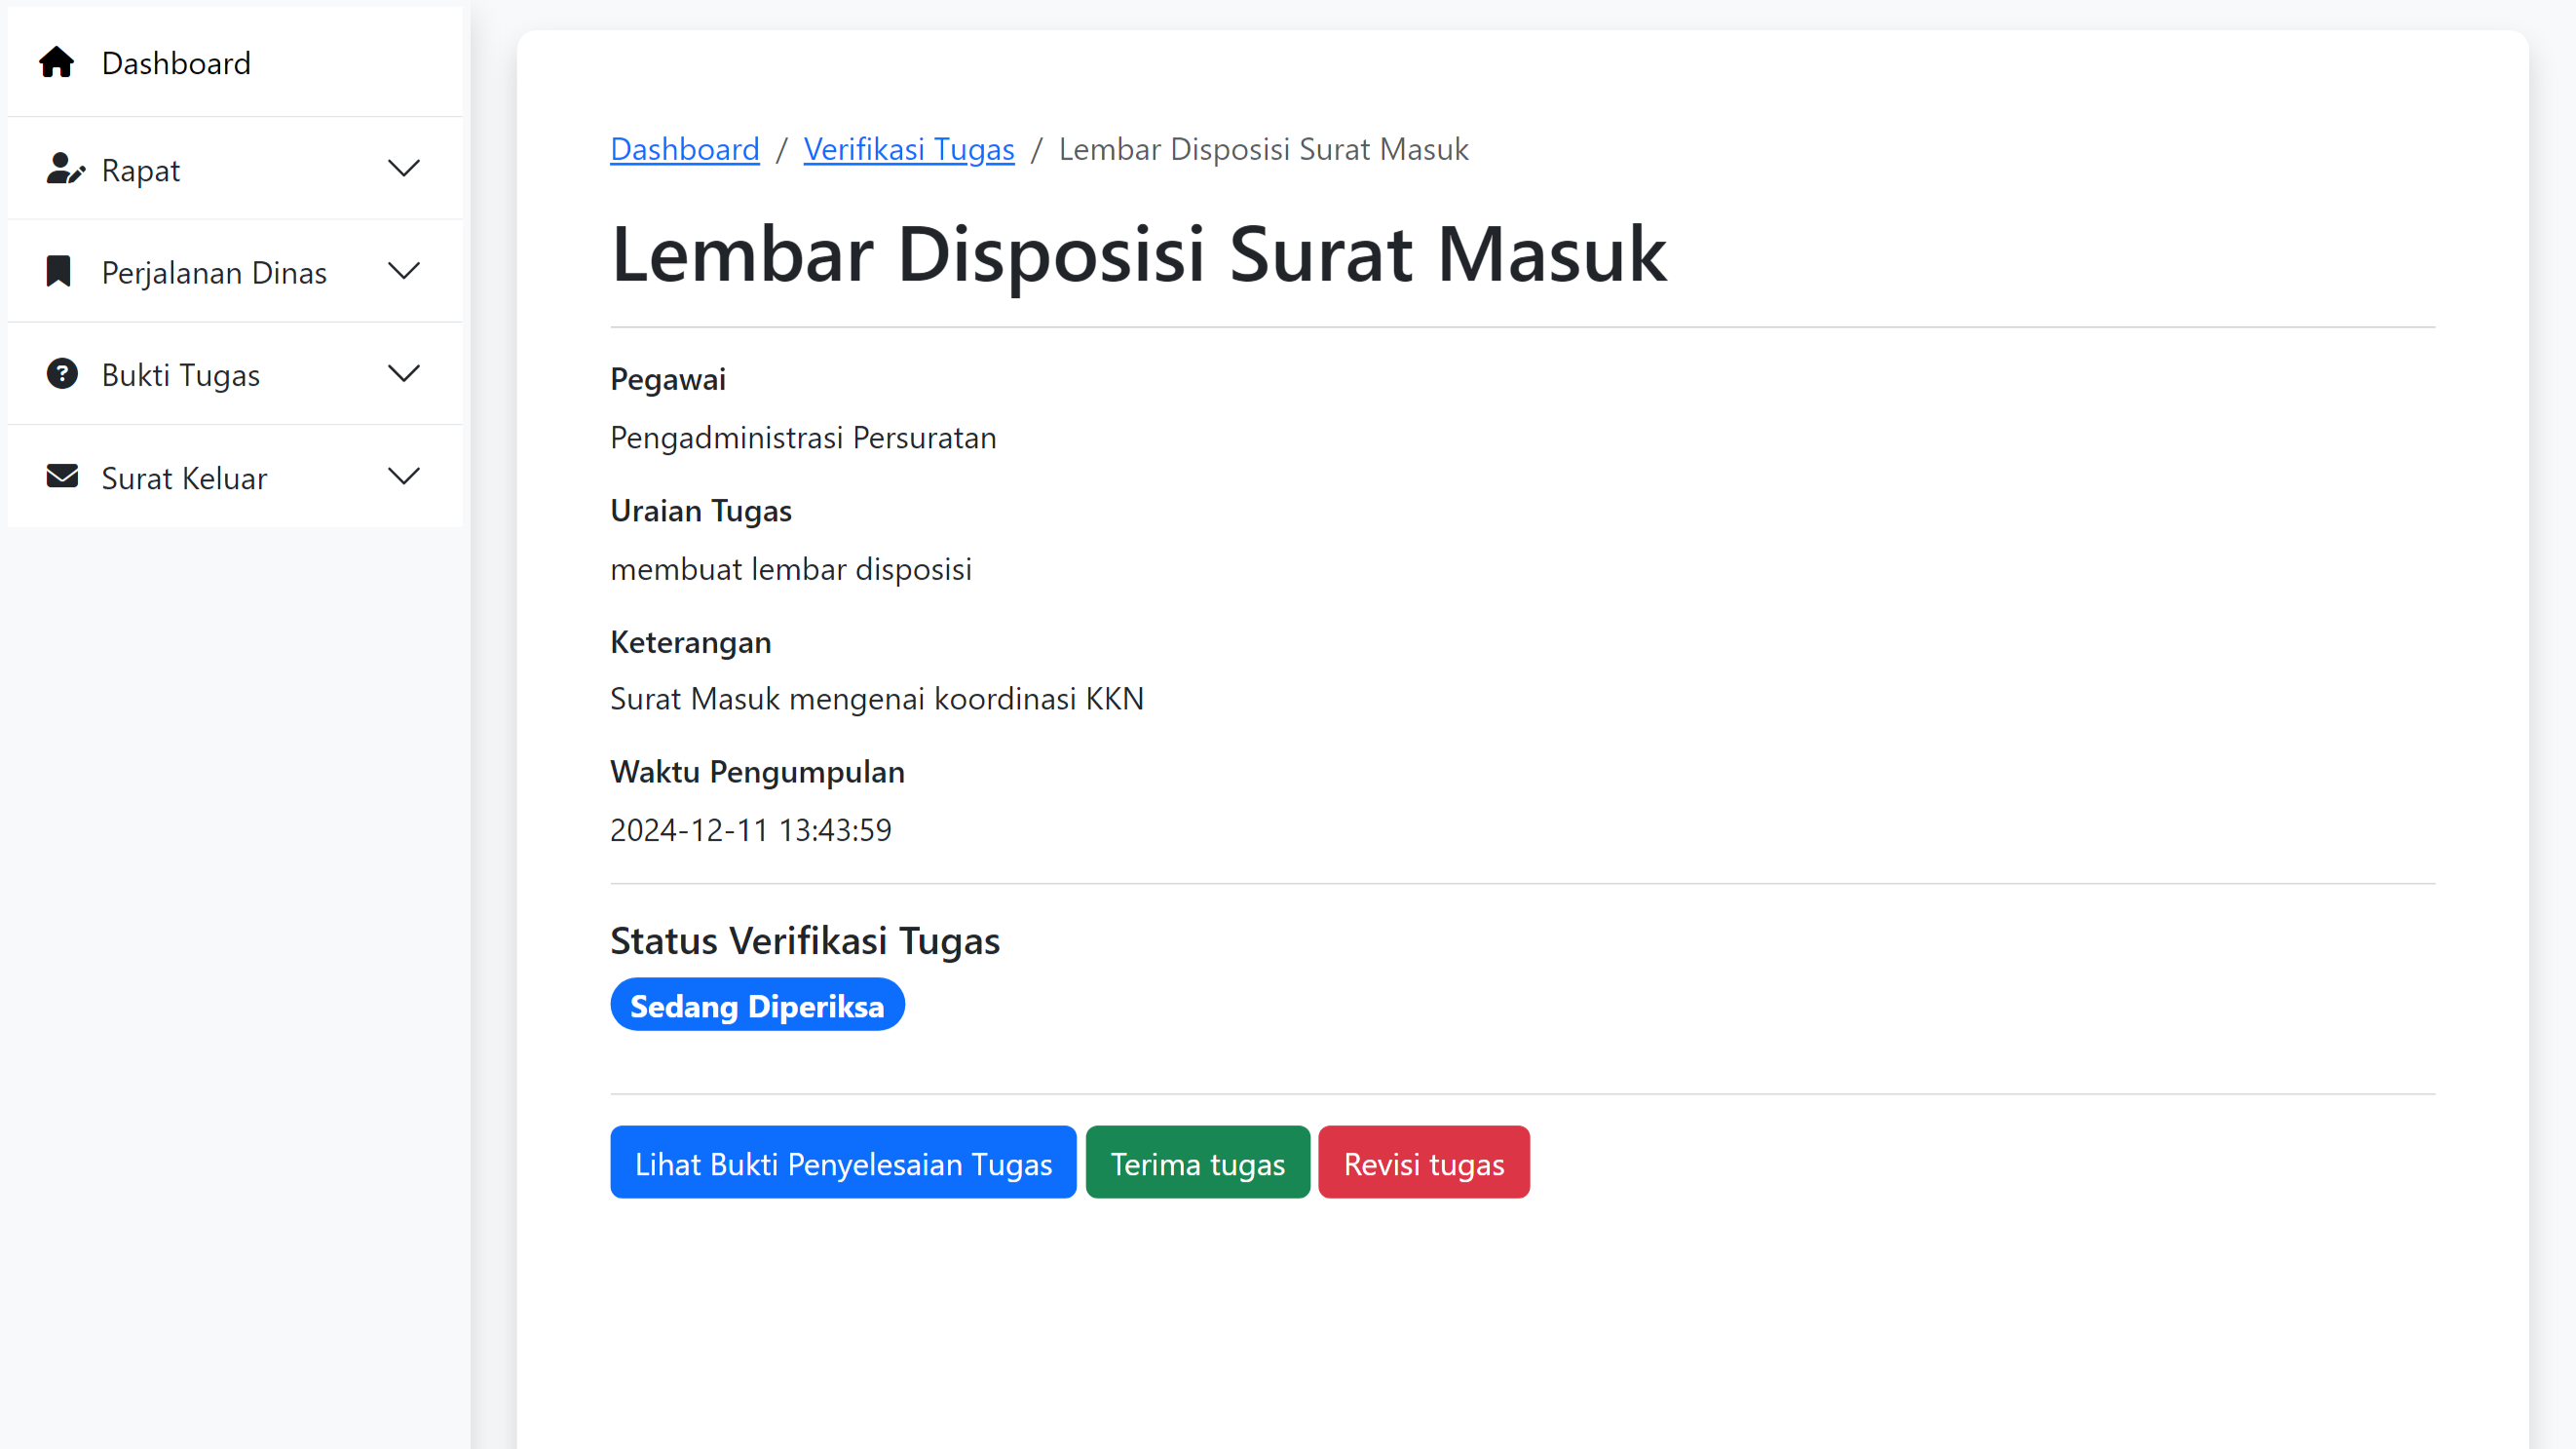 Dashboard
Rapat
Perjalanan Dinas
Bukti Tugas
Surat Keluar
Dashboard / Verifikasi Tugas / Lembar Disposisi Surat Masuk
Lembar Disposisi Surat Masuk
Pegawai
Pengadministrasi Persuratan
Uraian Tugas
membuat lembar disposisi
Keterangan
Surat Masuk mengenai koordinasi KKN
Waktu Pengumpulan
2024-12-11 13:43:59
Status Verifikasi Tugas
Sedang Diperiksa
Lihat Bukti Penyelesaian Tugas
Terima tugas
Revisi tugas